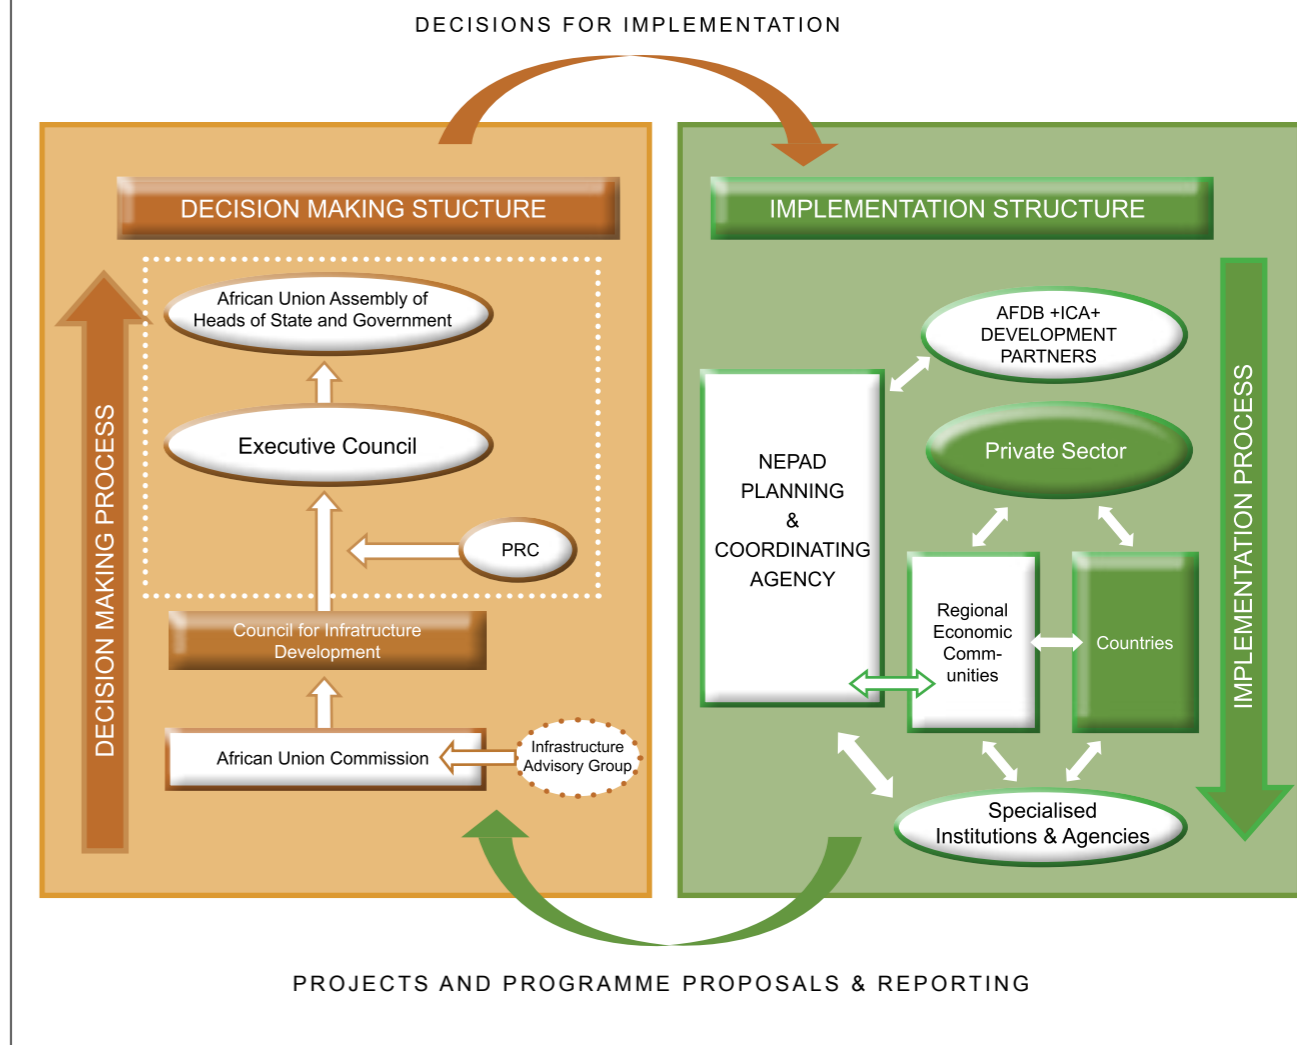 DECISIONS FOR IMPLEMENTATION
DECISION MAKING STUCTURE
African Union Assembly of
Heads of State and Government
Executive Council
PRC
Council for Infratructure
Development
African Union Commission
Infrastructure
Advisory Group
DECISION MAKING PROCESS
IMPLEMENTATION STRUCTURE
AFDB +ICA+
DEVELOPMENT
PARTNERS
Private Sector
NEPAD
PLANNING
&
COORDINATING
AGENCY
Regional
Economic
Comm-
unities
Countries
Specialised
Institutions & Agencies
IMPLEMENTATION PROCESS
PROJECTS AND PROGRAMME PROPOSALS & REPORTING